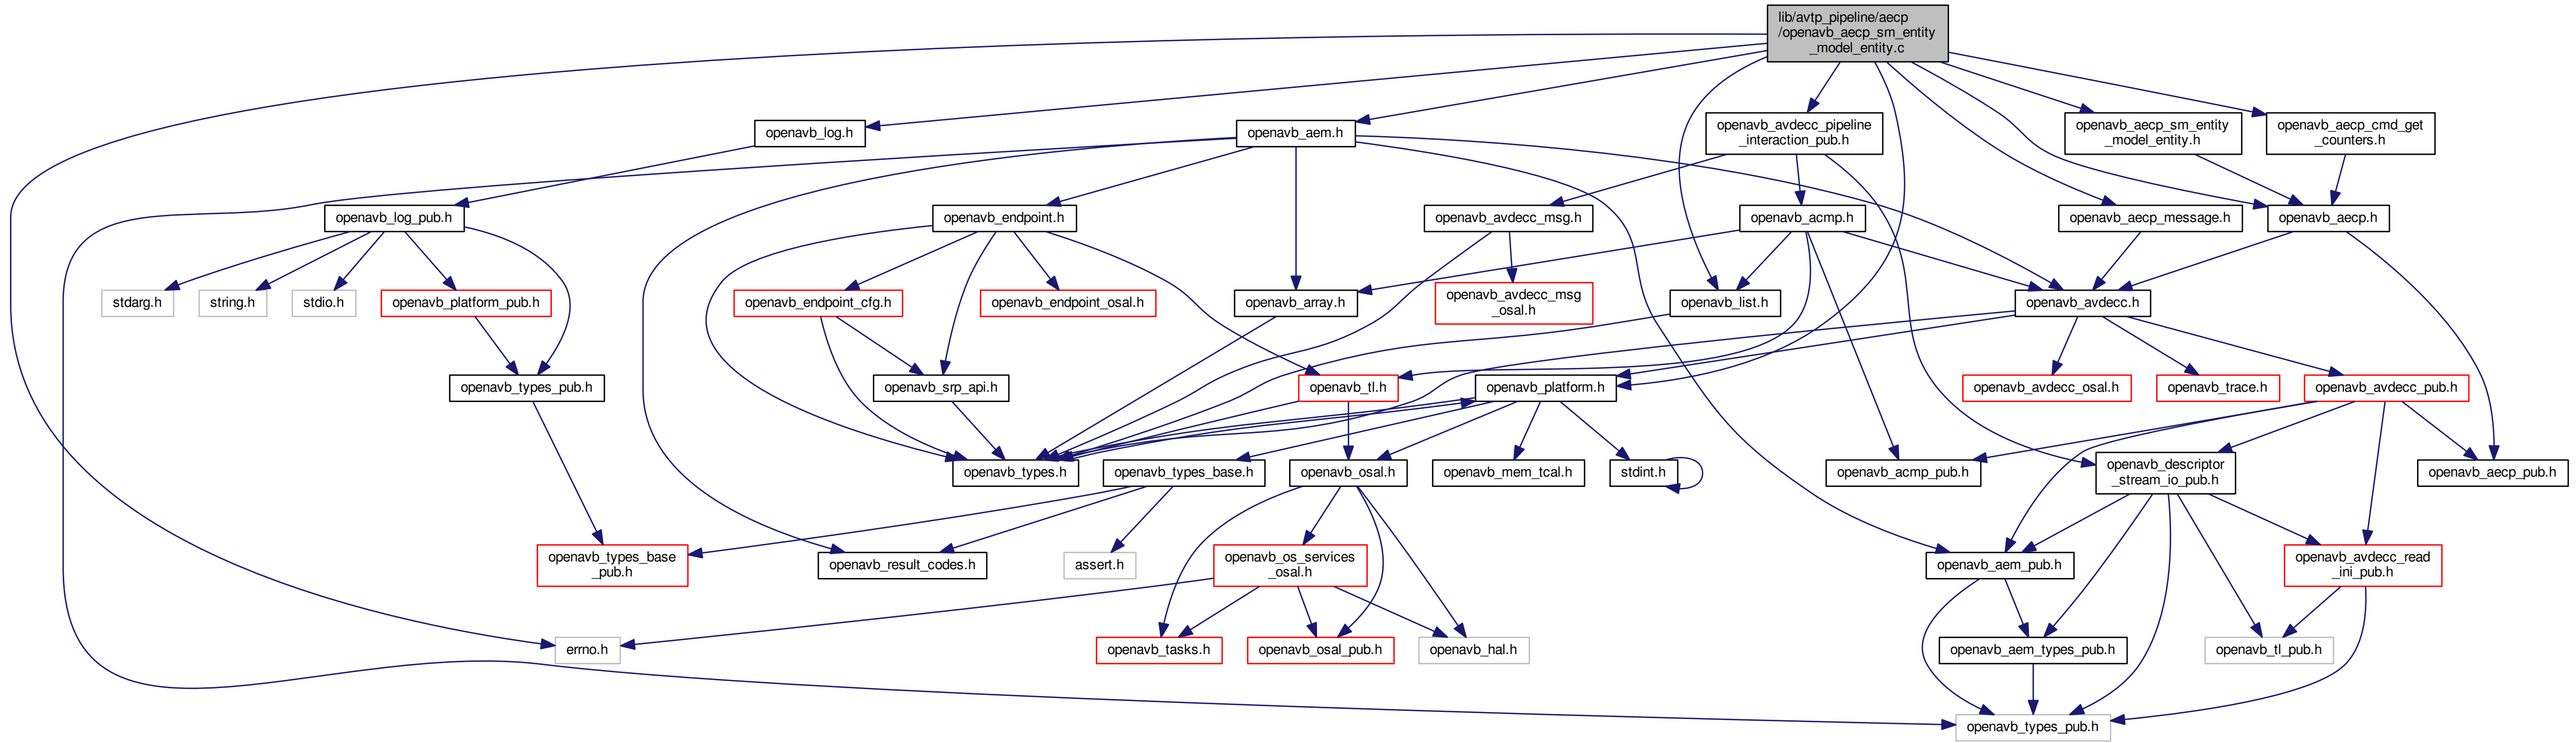 lib/avtp_pipeline/aecp
/openavb_aecp_sm_entity
_model_entity.c
openavb_log.h
openavb_aem.h
openavb_avdecc_pipeline
_interaction_pub.h
openavb_aecp_sm_entity
_model_entity.h
openavb_aecp_cmd_get
_counters.h
openavb_log_pub.h
openavb_endpoint.h
openavb_avdecc_msg.h
openavb_acmp.h
openavb_aecp_message.h
openavb_aecp.h
stdarg.h
string.h
stdio.h
openavb_platform_pub.h
openavb_endpoint_cfg.h
openavb_endpoint_osal.h
openavb_array.h
openavb_avdecc_msg
_osal.h
openavb_list.h
openavb_avdecc.h
openavb_types_pub.h
openavb_srp_api.h
openavb_tl.h
openavb_platform.h
openavb_avdecc_osal.h
openavb_trace.h
openavb_avdecc_pub.h
openavb_types.h
openavb_types_base.h
openavb_osal.h
openavb_mem_tcal.h
stdint.h
openavb_acmp_pub.h
openavb_descriptor
_stream_io_pub.h
openavb_aecp_pub.h
openavb_types_base
_pub.h
openavb_result_codes.h
assert.h
openavb_os_services
_osal.h
openavb_aem_pub.h
openavb_avdecc_read
_ini_pub.h
errno.h
openavb_tasks.h
openavb_osal_pub.h
openavb_hal.h
openavb_aem_types_pub.h
openavb_tl_pub.h
openavb_types_pub.h